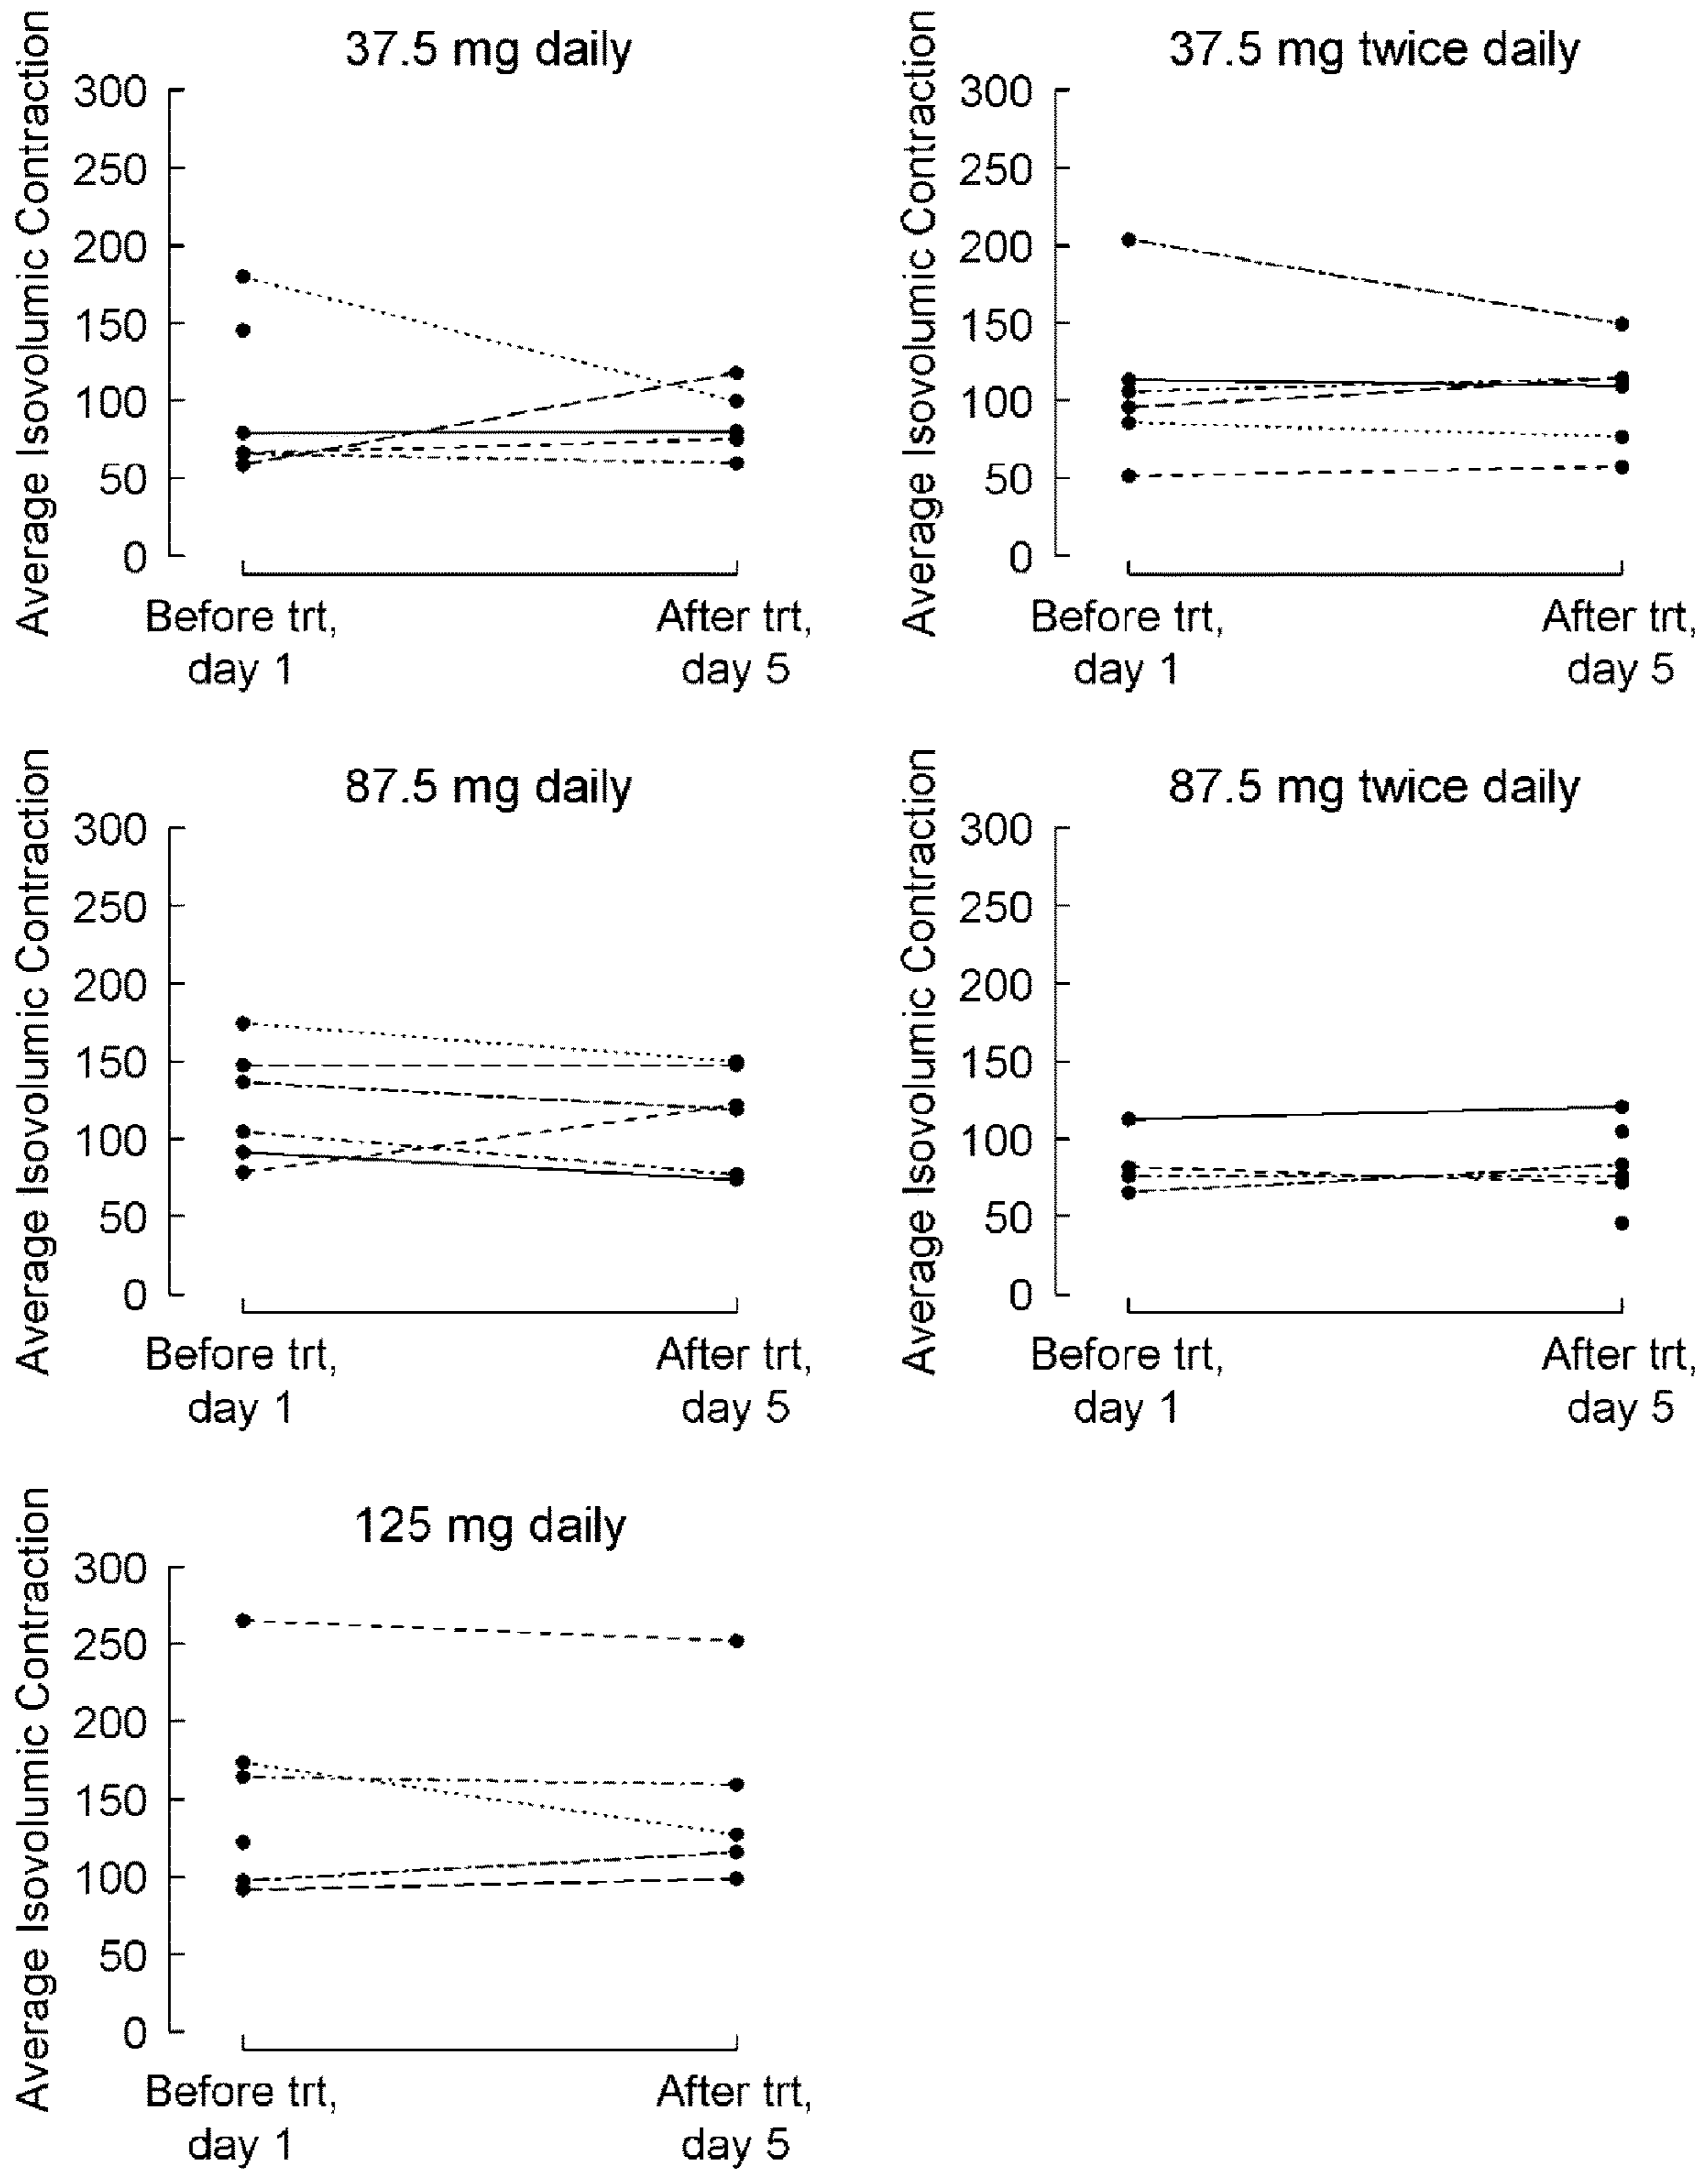 37.5 mg daily
Average Isovolumic Contraction
300
250
200
150
100
50
0
Before trt,
day 1
After trt,
day 5
37.5 mg twice daily
Average Isovolumic Contraction
300
250
200
150
100
50
0
Before trt,
day 1
After trt,
day 5
87.5 mg daily
Average Isovolumic Contraction
300
250
200
150
100
50
0
Before trt,
day 1
After trt,
day 5
87.5 mg twice daily
Average Isovolumic Contraction
300
250
200
150
100
50
0
Before trt,
day 1
After trt,
day 5
125 mg daily
Average Isovolumic Contraction
300
250
200
150
100
50
0
Before trt,
day 1
After trt,
day 5